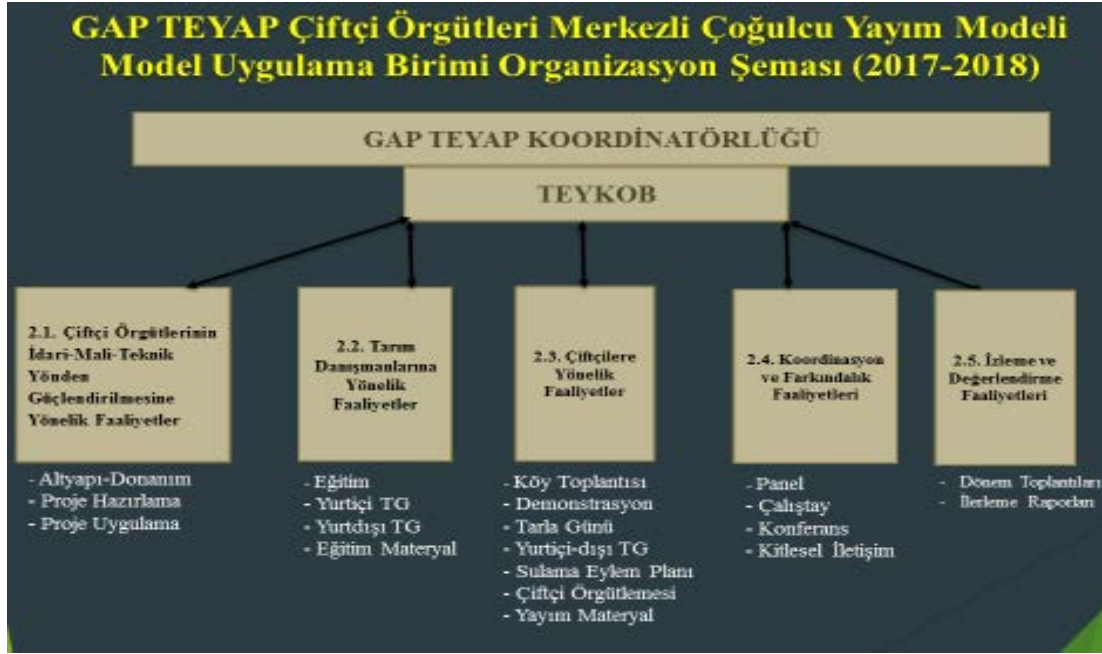 GAP TEYAP Çiftçi Örgütleri Merkezli Çoğulcu Yayım Modeli
Model Uygulama Birimi Organizasyon Şeması (2017-2018)
GAP TEYAP KOORDİNATÖRLÜĞÜ
TEYKOB
2.1. Çiftçi Örgütlerinin
İdari-Mali-Teknik
Yönden
Güçlendirilmesine
Yönelik Faaliyetler
- Altyapı-Donanım
- Proje Hazırlama
- Proje Uygulama
2.2. Tarım
Danışmanlarına
Yönelik
Faaliyetler
- Eğitim
- Yurtiçi TG
- Yurtdışı TG
- Eğitim Materyal
2.3. Çiftçilere
Yönelik
Faaliyetler
- Köy Toplantısı
- Demonstrasyon
- Tarla Günü
- Yurtiçi-dışı TG
- Sulama Eylem Planı
- Çiftçi Örgütlemesi
- Yayım Materyal
2.4. Koordinasyon
ve Farkındalık
Faaliyetleri
- Panel
- Çalıştay
- Konferans
- Kitlesel İletişim
2.5. İzleme ve
Değerlendirme
Faaliyetleri
- Dönem Toplantıları
- İlerleme Raporları